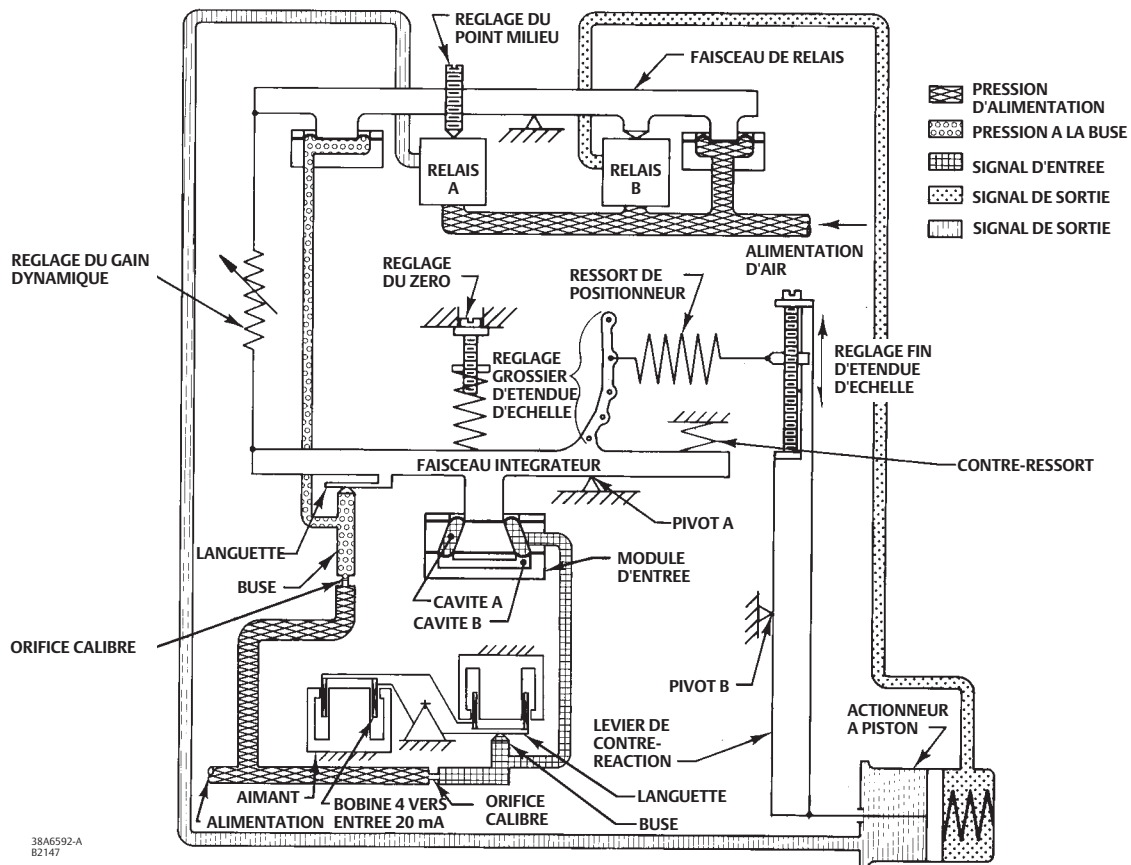 REGLAGE DU
POINT MILIEU
FAISCEAU DE RELAIS
PRESSION
D'ALIMENTATION
PRESSION A LA BUSE
SIGNAL D'ENTREE
SIGNAL DE SORTIE
SIGNAL DE SORTIE
RELAIS
A
RELAIS
B
ALIMENTATION
D'AIR
REGLAGE DU GAIN
DYNAMIQUE
REGLAGE
DU ZERO
RESSORT DE
POSITIONNEUR
REGLAGE
GROSSIER
D'ETENDUE
D'ECHELLE
REGLAGE FIN
D'ETENDUE
D'ECHELLE
FAISCEAU INTEGRATEUR
CONTRE-RESSORT
PIVOT A
LANGUETTE
BUSE
MODULE
D'ENTREE
CAVITE A
CAVITE B
ORIFICE CALIBRE
PIVOT B
LEVIER DE
CONTRE-
REACTION
ACTIONNEUR
A PISTON
AIMANT
ALIMENTATION
BOBINE 4 VERS
ENTREE 20 mA
ORIFICE
CALIBRE
LANGUETTE
BUSE
38A6592-A
B2147